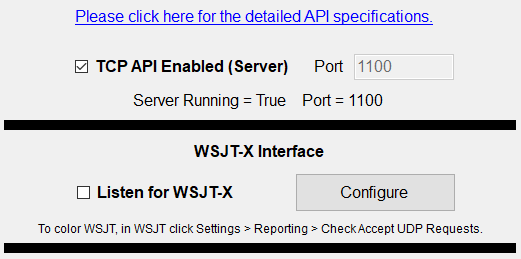 Please click here for the detailed API specifications.
TCP API Enabled (Server) Port 1100
Server Running = True Port = 1100
WSJT-X Interface
Listen for WSJT-X Configure
To color WSJT, in WSJT click Settings > Reporting > Check Accept UDP Requests.